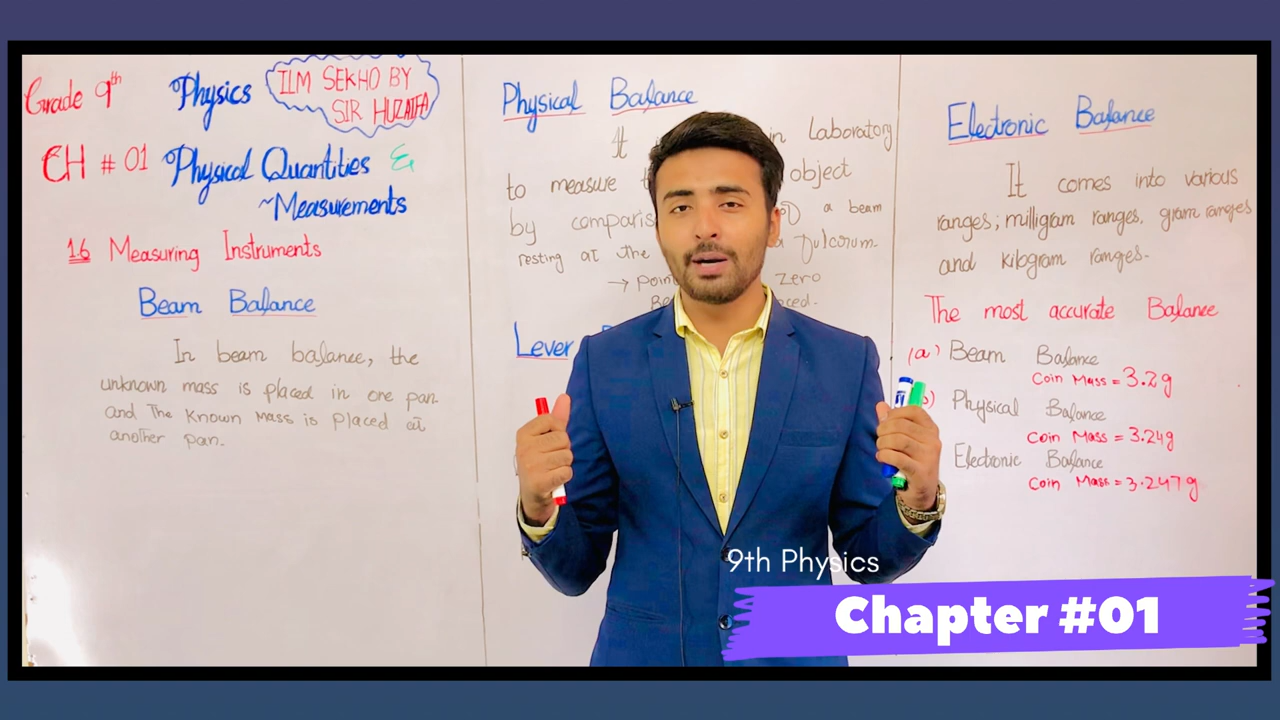 Grade 9th Physics
ILM SEKHO BY
SIR HUZAIFA
CH # 01 Physical Quantities &
~Measurements
16 Measuring Instruments
Beam Balance
In beam balance, the
unknown mass is placed in one pan
and The Known Mass is placed at
another pan.
Physical Balance
It in Laboratory
to measure object
by a beam
resting at the fulcrum.
→ Zero
Lever
Electronic Balance
It comes into various
ranges; milligram ranges, gram ranges
and kilogram ranges.
The most accurate Balance
(a) Beam Balance
Coin Mass = 3.2g
Physical Balance
Coin Mass = 3.24g
Electronic Balance
Coin Mass = 3.247g
9th Physics
Chapter #01